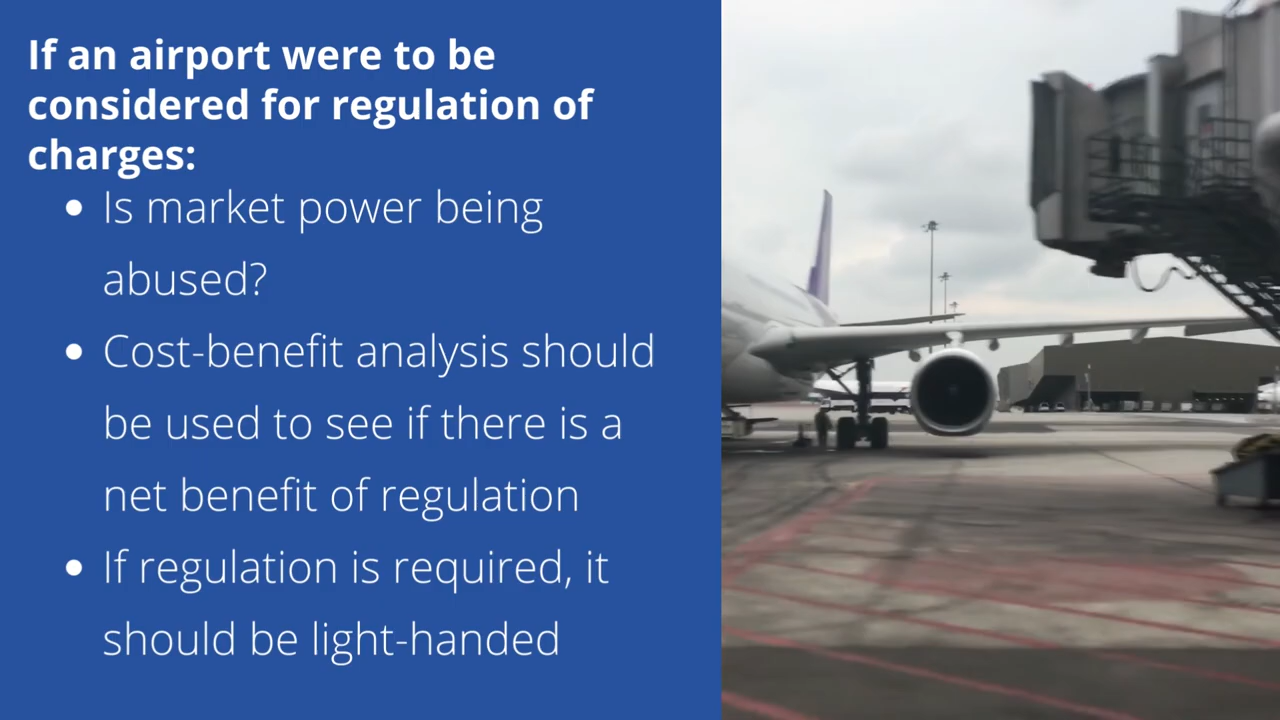 If an airport were to be
considered for regulation of
charges:
• Is market power being
abused?
• Cost-benefit analysis should
be used to see if there is a
net benefit of regulation
• If regulation is required, it
should be light-handed